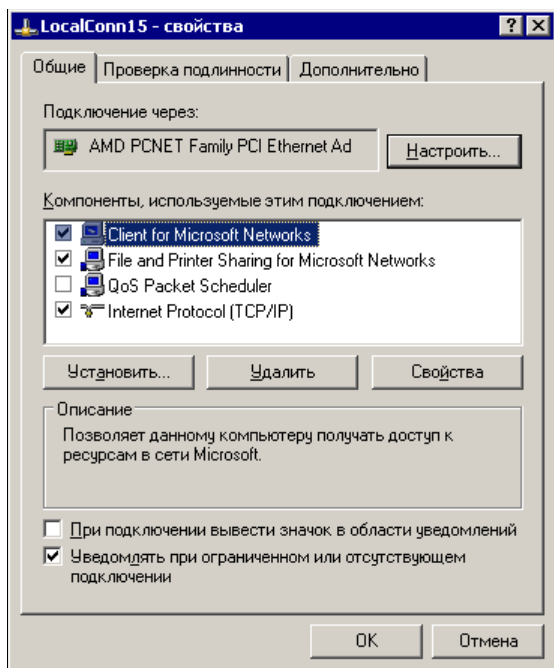 LocalConn15 - свойства
Общие
Проверка подлинности
Дополнительно
Подключение через:
AMD PCNET Family PCI Ethernet Ad
Настроить...
Компоненты, используемые этим подключением:
Client for Microsoft Networks
File and Printer Sharing for Microsoft Networks
QoS Packet Scheduler
Internet Protocol (TCP/IP)
Установить...
Удалить
Свойства
Описание
Позволяет данному компьютеру получать доступ к
ресурсам в сети Microsoft.
При подключении вывести значок в области уведомлений
Уведомлять при ограниченном или отсутствующем
подключении
OK
Отмена